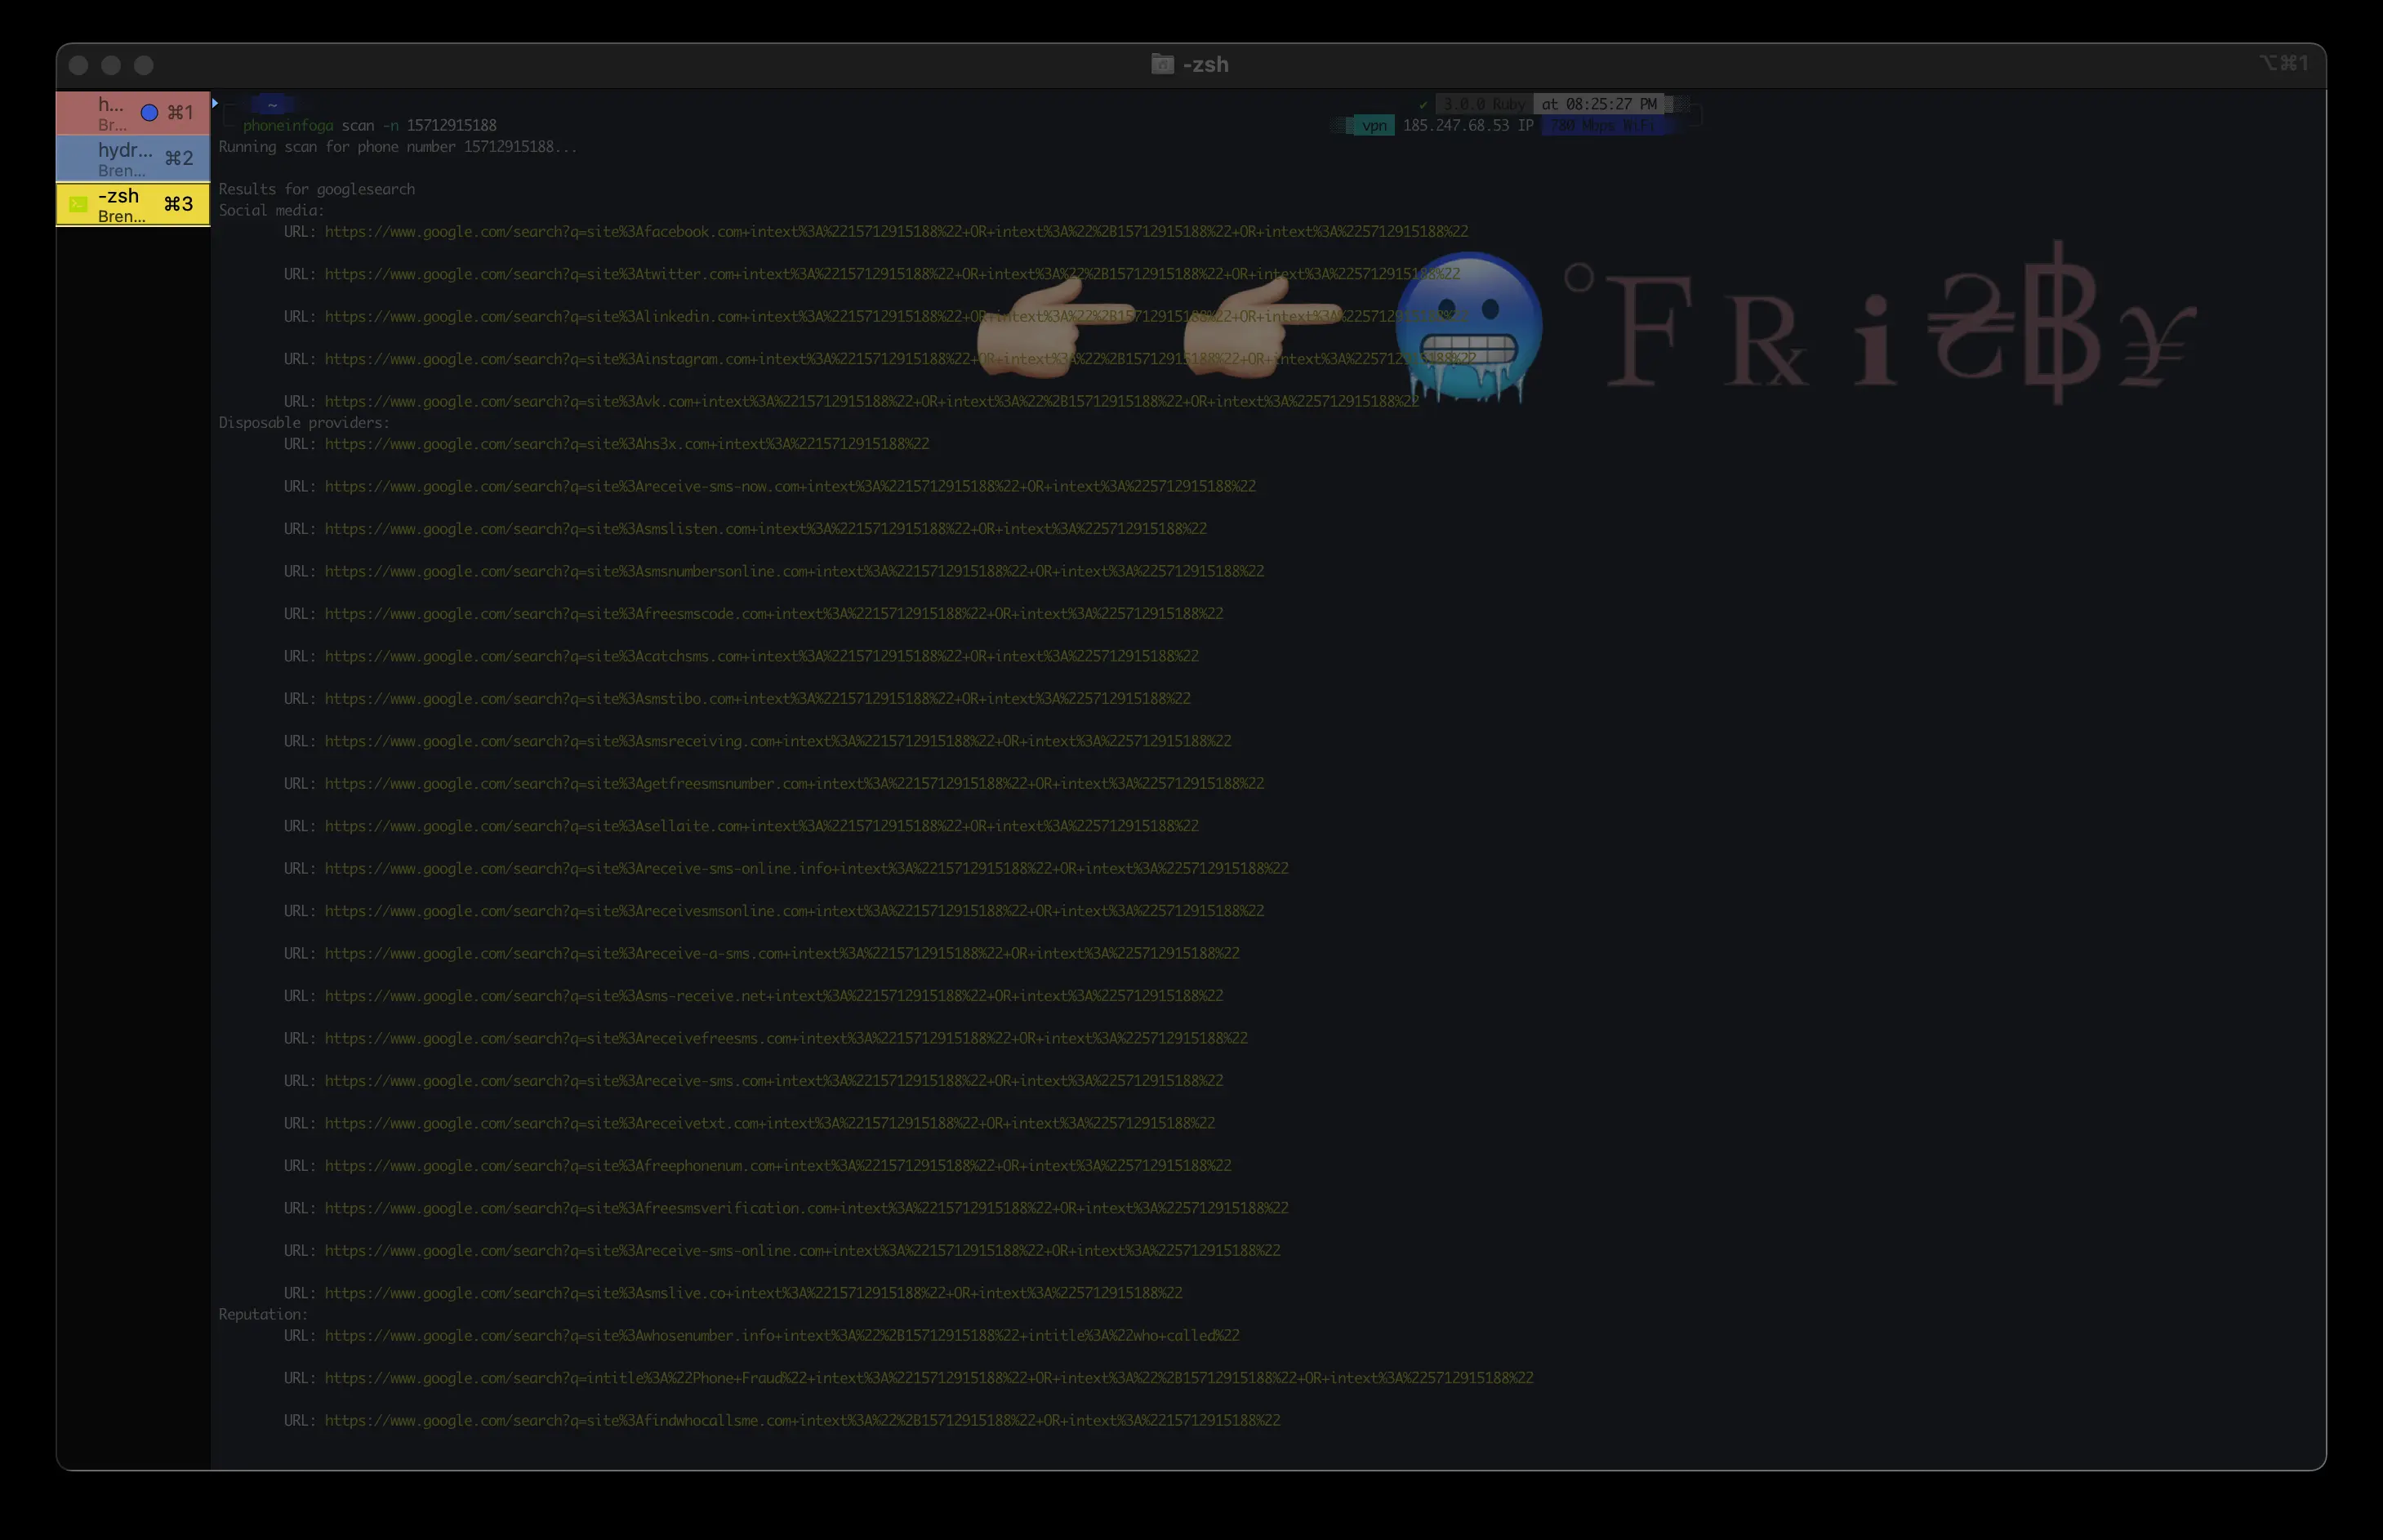 -zsh
⌥⌘1
h... ⌘1
Br...
hydr... ⌘2
Bren...
-zsh ⌘3
Bren...
~ ✔ 3.0.0 Ruby at 08:25:27 PM
phoneinfoga scan -n 15712915188 vpn 185.247.68.53 IP 780 Mbps WiFi
Running scan for phone number 15712915188...
Results for googlesearch
Social media:
URL: https://www.google.com/search?q=site%3Afacebook.com+intext%3A%2215712915188%22+OR+intext%3A%22%2B15712915188%22+OR+intext%3A%225712915188%22
URL: https://www.google.com/search?q=site%3Atwitter.com+intext%3A%2215712915188%22+OR+intext%3A%22%2B15712915188%22+OR+intext%3A%225712915188%22
URL: https://www.google.com/search?q=site%3Alinkedin.com+intext%3A%2215712915188%22+OR+intext%3A%22%2B15712915188%22+OR+intext%3A%225712915188%22
URL: https://www.google.com/search?q=site%3Ainstagram.com+intext%3A%2215712915188%22+OR+intext%3A%22%2B15712915188%22+OR+intext%3A%225712915188%22
URL: https://www.google.com/search?q=site%3Avk.com+intext%3A%2215712915188%22+OR+intext%3A%22%2B15712915188%22+OR+intext%3A%225712915188%22
°F℞i₴฿¥
Disposable providers:
URL: https://www.google.com/search?q=site%3Ahs3x.com+intext%3A%2215712915188%22
URL: https://www.google.com/search?q=site%3Areceive-sms-now.com+intext%3A%2215712915188%22+OR+intext%3A%225712915188%22
URL: https://www.google.com/search?q=site%3Asmslisten.com+intext%3A%2215712915188%22+OR+intext%3A%225712915188%22
URL: https://www.google.com/search?q=site%3Asmsnumbersonline.com+intext%3A%2215712915188%22+OR+intext%3A%225712915188%22
URL: https://www.google.com/search?q=site%3Afreesmscode.com+intext%3A%2215712915188%22+OR+intext%3A%225712915188%22
URL: https://www.google.com/search?q=site%3Acatchsms.com+intext%3A%2215712915188%22+OR+intext%3A%225712915188%22
URL: https://www.google.com/search?q=site%3Asmstibo.com+intext%3A%2215712915188%22+OR+intext%3A%225712915188%22
URL: https://www.google.com/search?q=site%3Asmsreceiving.com+intext%3A%2215712915188%22+OR+intext%3A%225712915188%22
URL: https://www.google.com/search?q=site%3Agetfreesmsnumber.com+intext%3A%2215712915188%22+OR+intext%3A%225712915188%22
URL: https://www.google.com/search?q=site%3Asellaite.com+intext%3A%2215712915188%22+OR+intext%3A%225712915188%22
URL: https://www.google.com/search?q=site%3Areceive-sms-online.info+intext%3A%2215712915188%22+OR+intext%3A%225712915188%22
URL: https://www.google.com/search?q=site%3Areceivesmsonline.com+intext%3A%2215712915188%22+OR+intext%3A%225712915188%22
URL: https://www.google.com/search?q=site%3Areceive-a-sms.com+intext%3A%2215712915188%22+OR+intext%3A%225712915188%22
URL: https://www.google.com/search?q=site%3Asms-receive.net+intext%3A%2215712915188%22+OR+intext%3A%225712915188%22
URL: https://www.google.com/search?q=site%3Areceivefreesms.com+intext%3A%2215712915188%22+OR+intext%3A%225712915188%22
URL: https://www.google.com/search?q=site%3Areceive-sms.com+intext%3A%2215712915188%22+OR+intext%3A%225712915188%22
URL: https://www.google.com/search?q=site%3Areceivetxt.com+intext%3A%2215712915188%22+OR+intext%3A%225712915188%22
URL: https://www.google.com/search?q=site%3Afreephonenum.com+intext%3A%2215712915188%22+OR+intext%3A%225712915188%22
URL: https://www.google.com/search?q=site%3Afreesmsverification.com+intext%3A%2215712915188%22+OR+intext%3A%225712915188%22
URL: https://www.google.com/search?q=site%3Areceive-sms-online.com+intext%3A%2215712915188%22+OR+intext%3A%225712915188%22
URL: https://www.google.com/search?q=site%3Asmslive.co+intext%3A%2215712915188%22+OR+intext%3A%225712915188%22
Reputation:
URL: https://www.google.com/search?q=site%3Awhosenumber.info+intext%3A%22%2B15712915188%22+intitle%3A%22who+called%22
URL: https://www.google.com/search?q=intitle%3A%22Phone+Fraud%22+intext%3A%2215712915188%22+OR+intext%3A%22%2B15712915188%22+OR+intext%3A%225712915188%22
URL: https://www.google.com/search?q=site%3Afindwhocallsme.com+intext%3A%22%2B15712915188%22+OR+intext%3A%2215712915188%22